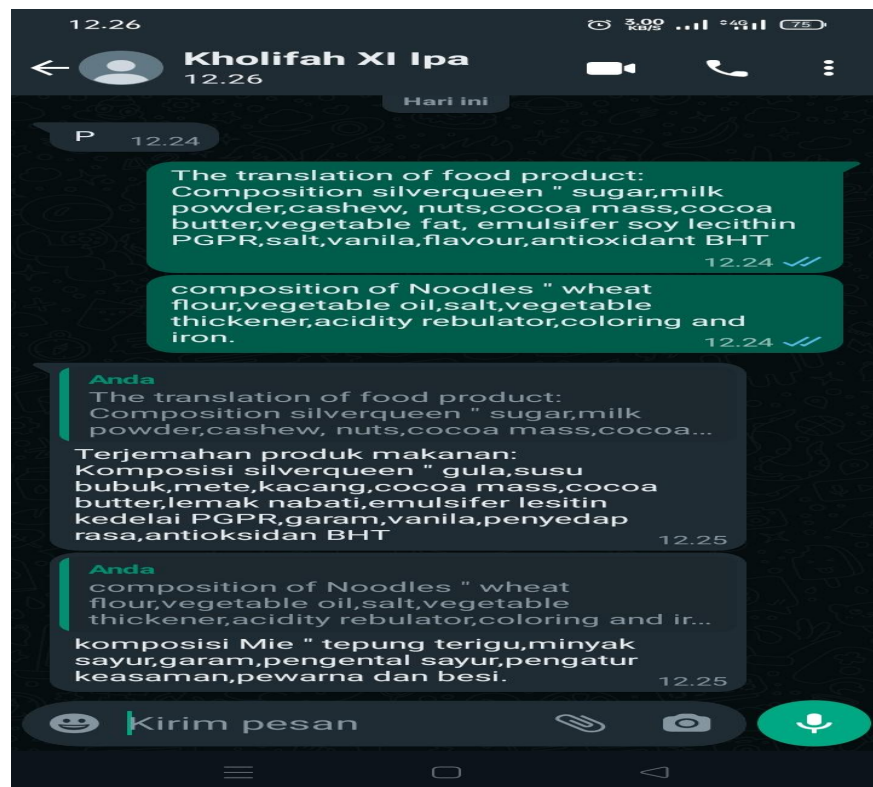 12.26
3.00 KB/S 4G 75
Kholifah XI Ipa
12.26
Hari ini
P 12.24
The translation of food product:
Composition silverqueen " sugar,milk
powder,cashew, nuts,cocoa mass,cocoa
butter,vegetable fat, emulsifer soy lecithin
PGPR,salt,vanila,flavour,antioxidant BHT
12.24
composition of Noodles " wheat
flour,vegetable oil,salt,vegetable
thickener,acidity rebulator,coloring and
iron.
12.24
Anda
The translation of food product:
Composition silverqueen " sugar,milk
powder,cashew, nuts,cocoa mass,cocoa...
Terjemahan produk makanan:
Komposisi silverqueen " gula,susu
bubuk,mete,kacang,cocoa mass,cocoa
butter,lemak nabati,emulsifer lesitin
kedelai PGPR,garam,vanila,penyedap
rasa,antioksidan BHT
12.25
Anda
composition of Noodles " wheat
flour,vegetable oil,salt,vegetable
thickener,acidity rebulator,coloring and ir...
komposisi Mie " tepung terigu,minyak
sayur,garam,pengental sayur,pengatur
keasaman,pewarna dan besi.
12.25
Kirim pesan